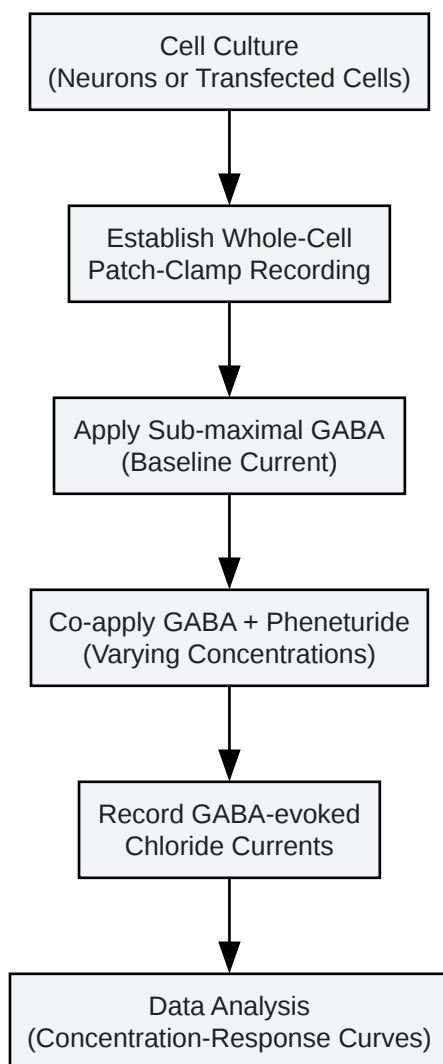 Cell Culture
(Neurons or Transfected Cells)
Establish Whole-Cell
Patch-Clamp Recording
Apply Sub-maximal GABA
(Baseline Current)
Co-apply GABA + Pheneturide
(Varying Concentrations)
Record GABA-evoked
Chloride Currents
Data Analysis
(Concentration-Response Curves)